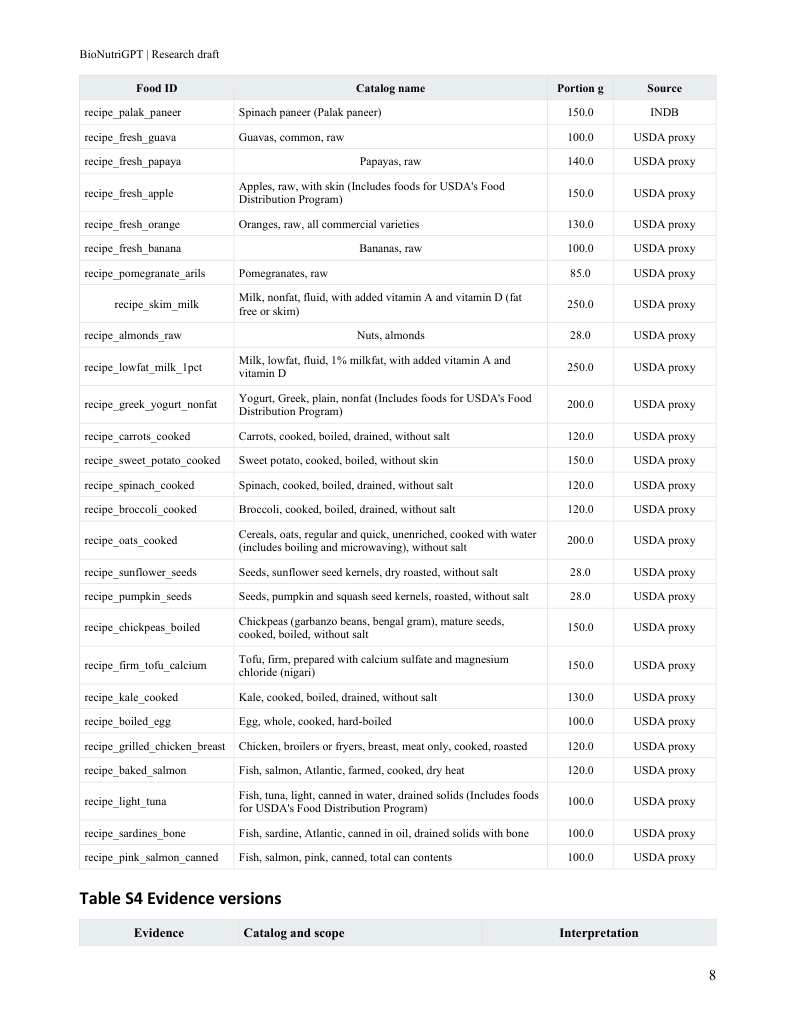 BioNutriGPT | Research draft
Food ID Catalog name Portion g Source
recipe_palak_paneer Spinach paneer (Palak paneer) 150.0 INDB
recipe_fresh_guava Guavas, common, raw 100.0 USDA proxy
recipe_fresh_papaya Papayas, raw 140.0 USDA proxy
recipe_fresh_apple Apples, raw, with skin (Includes foods for USDA's Food
Distribution Program) 150.0 USDA proxy
recipe_fresh_orange Oranges, raw, all commercial varieties 130.0 USDA proxy
recipe_fresh_banana Bananas, raw 100.0 USDA proxy
recipe_pomegranate_arils Pomegranates, raw 85.0 USDA proxy
recipe_skim_milk Milk, nonfat, fluid, with added vitamin A and vitamin D (fat
free or skim) 250.0 USDA proxy
recipe_almonds_raw Nuts, almonds 28.0 USDA proxy
recipe_lowfat_milk_1pct Milk, lowfat, fluid, 1% milkfat, with added vitamin A and
vitamin D 250.0 USDA proxy
recipe_greek_yogurt_nonfat Yogurt, Greek, plain, nonfat (Includes foods for USDA's Food
Distribution Program) 200.0 USDA proxy
recipe_carrots_cooked Carrots, cooked, boiled, drained, without salt 120.0 USDA proxy
recipe_sweet_potato_cooked Sweet potato, cooked, boiled, without skin 150.0 USDA proxy
recipe_spinach_cooked Spinach, cooked, boiled, drained, without salt 120.0 USDA proxy
recipe_broccoli_cooked Broccoli, cooked, boiled, drained, without salt 120.0 USDA proxy
recipe_oats_cooked Cereals, oats, regular and quick, unenriched, cooked with water
(includes boiling and microwaving), without salt 200.0 USDA proxy
recipe_sunflower_seeds Seeds, sunflower seed kernels, dry roasted, without salt 28.0 USDA proxy
recipe_pumpkin_seeds Seeds, pumpkin and squash seed kernels, roasted, without salt 28.0 USDA proxy
recipe_chickpeas_boiled Chickpeas (garbanzo beans, bengal gram), mature seeds,
cooked, boiled, without salt 150.0 USDA proxy
recipe_firm_tofu_calcium Tofu, firm, prepared with calcium sulfate and magnesium
chloride (nigari) 150.0 USDA proxy
recipe_kale_cooked Kale, cooked, boiled, drained, without salt 130.0 USDA proxy
recipe_boiled_egg Egg, whole, cooked, hard-boiled 100.0 USDA proxy
recipe_grilled_chicken_breast Chicken, broilers or fryers, breast, meat only, cooked, roasted 120.0 USDA proxy
recipe_baked_salmon Fish, salmon, Atlantic, farmed, cooked, dry heat 120.0 USDA proxy
recipe_light_tuna Fish, tuna, light, canned in water, drained solids (Includes foods
for USDA's Food Distribution Program) 100.0 USDA proxy
recipe_sardines_bone Fish, sardine, Atlantic, canned in oil, drained solids with bone 100.0 USDA proxy
recipe_pink_salmon_canned Fish, salmon, pink, canned, total can contents 100.0 USDA proxy
Table S4 Evidence versions
Evidence Catalog and scope Interpretation
8